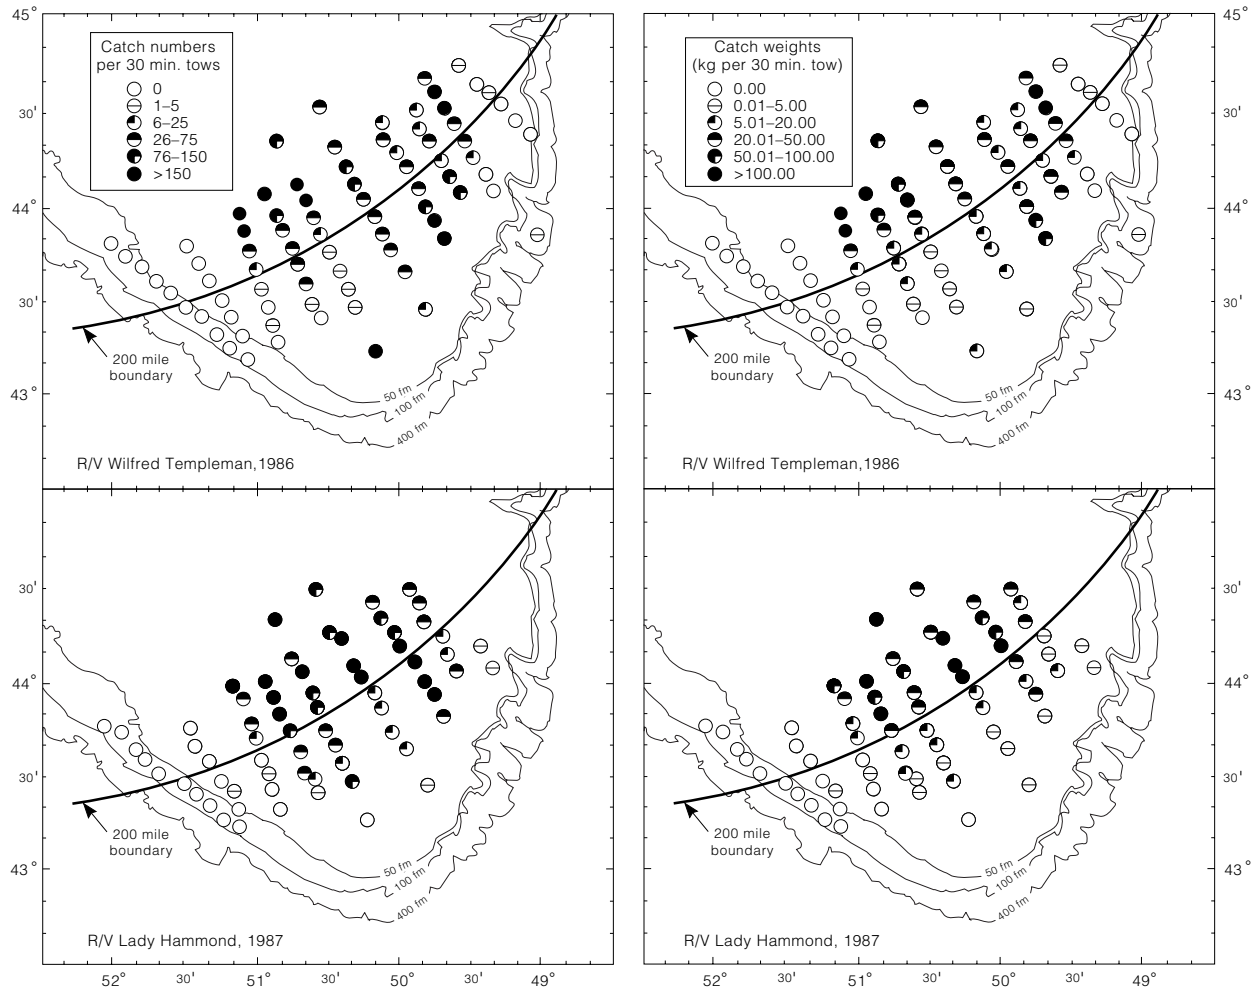 45°
45°
Catch numbers
per 30 min. tows
0
1–5
6–25
26–75
76–150
>150
Catch weights
(kg per 30 min. tow)
0.00
0.01–5.00
5.01–20.00
20.01–50.00
50.01–100.00
>100.00
30'
30'
44°
44°
30'
30'
200 mile
boundary
200 mile
boundary
43°
43°
50 fm
100 fm
400 fm
50 fm
100 fm
400 fm
R/V Wilfred Templeman,1986
R/V Wilfred Templeman,1986
30'
30'
44°
44°
30'
30'
200 mile
boundary
200 mile
boundary
43°
43°
50 fm
100 fm
400 fm
50 fm
100 fm
400 fm
R/V Lady Hammond, 1987
R/V Lady Hammond, 1987
52° 30' 51° 30' 50° 30' 49°
52° 30' 51° 30' 50° 30' 49°